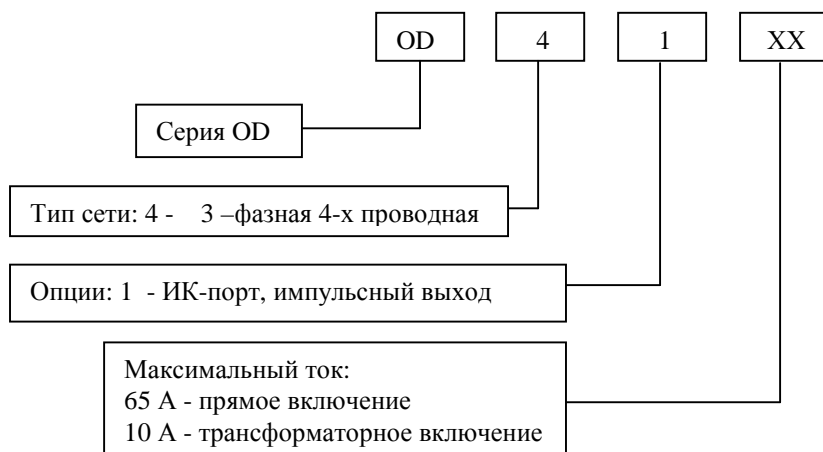 OD 4 1 XX
Серия OD
Тип сети: 4 - 3 –фазная 4-х проводная
Опции: 1 - ИК-порт, импульсный выход
Максимальный ток:
65 А - прямое включение
10 А - трансформаторное включение